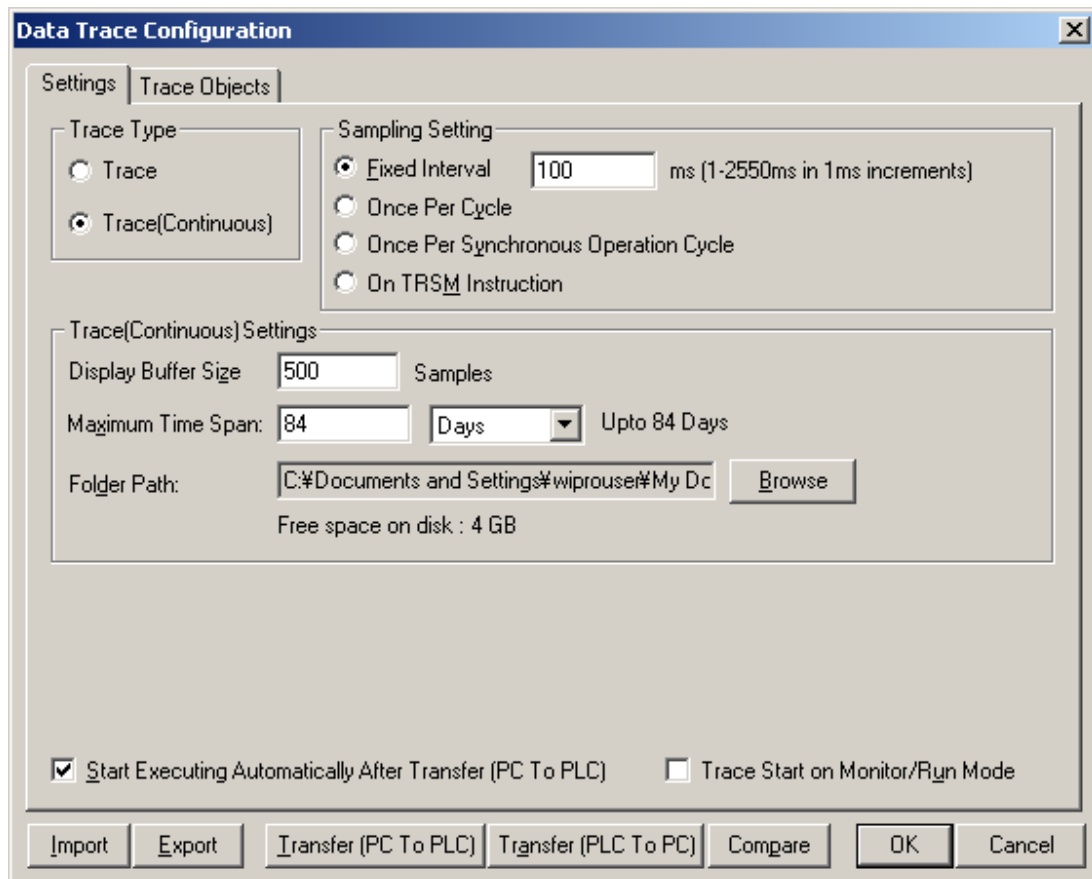 Data Trace Configuration
Settings
Trace Objects
Trace Type
Trace
Trace(Continuous)
Sampling Setting
Fixed Interval 100 ms (1-2550ms in 1ms increments)
Once Per Cycle
Once Per Synchronous Operation Cycle
On TRSM Instruction
Trace(Continuous) Settings
Display Buffer Size 500 Samples
Maximum Time Span: 84 Days Upto 84 Days
Folder Path: C:¥Documents and Settings¥wiprouser¥My Dc Browse
Free space on disk : 4 GB
Start Executing Automatically After Transfer (PC To PLC) Trace Start on Monitor/Run Mode
Import Export Transfer (PC To PLC) Transfer (PLC To PC) Compare OK Cancel